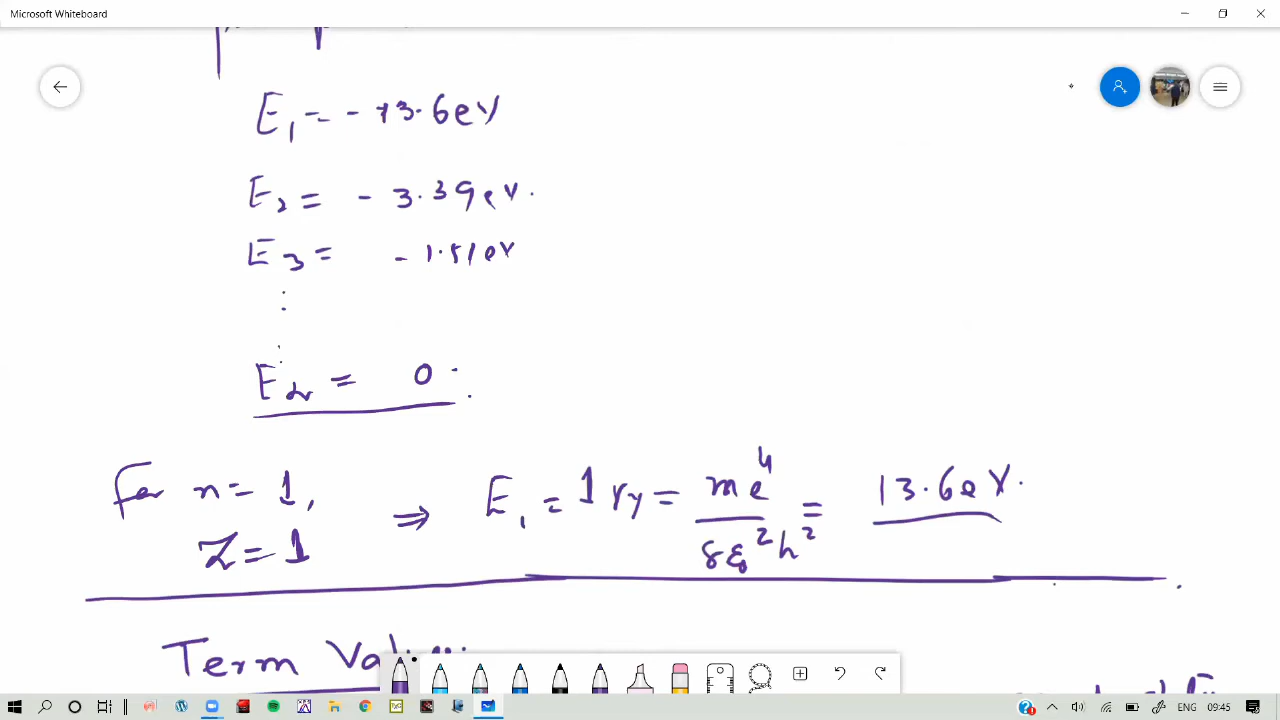 Microsoft Whiteboard
E₁ = - 13.6eV
E₂ = - 3.39eV.
E₃ = - 1.51eV
⋮
E∞ = 0.
For n = 1,
Z = 1
⇒ E₁ = 1 ry = me⁴ / 8ε₀²h² = 13.6eV.
Term
ENG 09:45